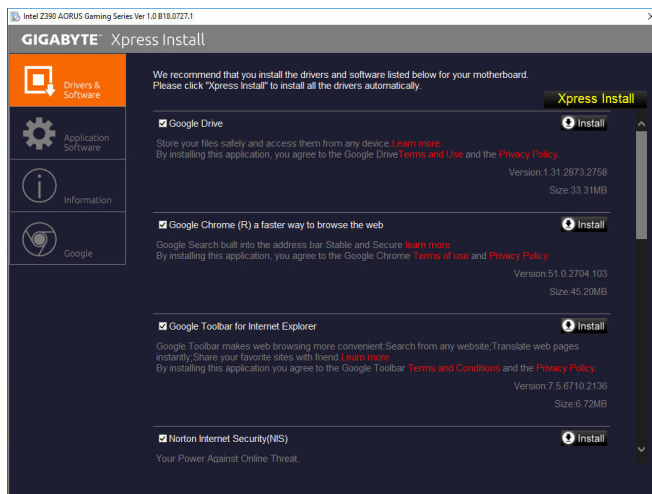 Intel Z390 AORUS Gaming Series Ver 1.0 B18.0727.1
GIGABYTE™ Xpress Install
Drivers &
Software
Application
Software
Information
Google
We recommend that you install the drivers and software listed below for your motherboard.
Please click "Xpress Install" to install all the drivers automatically.
Xpress Install
Google Drive
Install
Store your files safely and access them from any device.Learn more
By installing this application, you agree to the Google DriveTerms and Use and the Privacy Policy.
Version:1.31.2873.2758
Size:33.31MB
Google Chrome (R) a faster way to browse the web
Install
Google Search built into the address bar Stable and Secure learn more
By installing this application, you agree to the Google Chrome Terms of use and Privacy Policy.
Version:51.0.2704.103
Size:45.20MB
Google Toolbar for Internet Explorer
Install
Google Toolbar makes web browsing more convenient:Search from any website;Translate web pages
instantly;Share your favorite sites with friend.Learn more
By installing this application you agree to the Google Toolbar Terms and Conditions and the Privacy Policy.
Version:7.5.6710.2136
Size:6.72MB
Norton Internet Security(NIS)
Install
Your Power Against Online Threat.